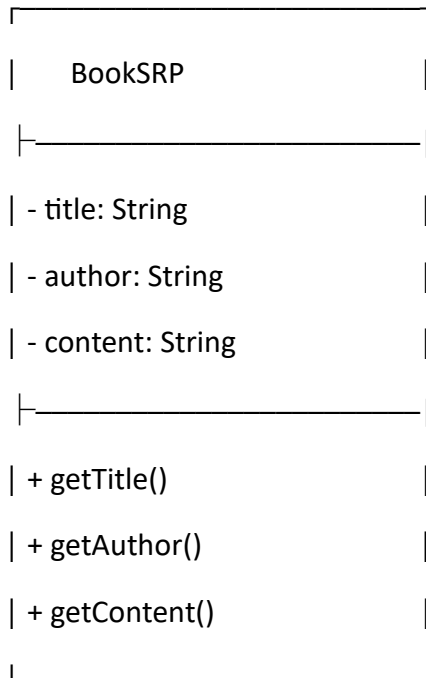 BookSRP
- title: String
- author: String
- content: String
+ getTitle()
+ getAuthor()
+ getContent()